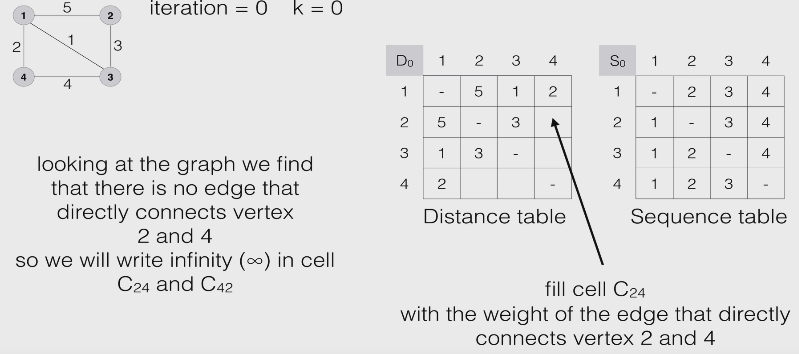 iteration = 0 k = 0
1 5 2
2 1 3
4 4 3
D0 1 2 3 4
1 - 5 1 2
2 5 - 3
3 1 3 -
4 2 -
Distance table
S0 1 2 3 4
1 - 2 3 4
2 1 - 3 4
3 1 2 - 4
4 1 2 3 -
Sequence table
looking at the graph we find
that there is no edge that
directly connects vertex
2 and 4
so we will write infinity (∞) in cell
C24 and C42
fill cell C24
with the weight of the edge that directly
connects vertex 2 and 4